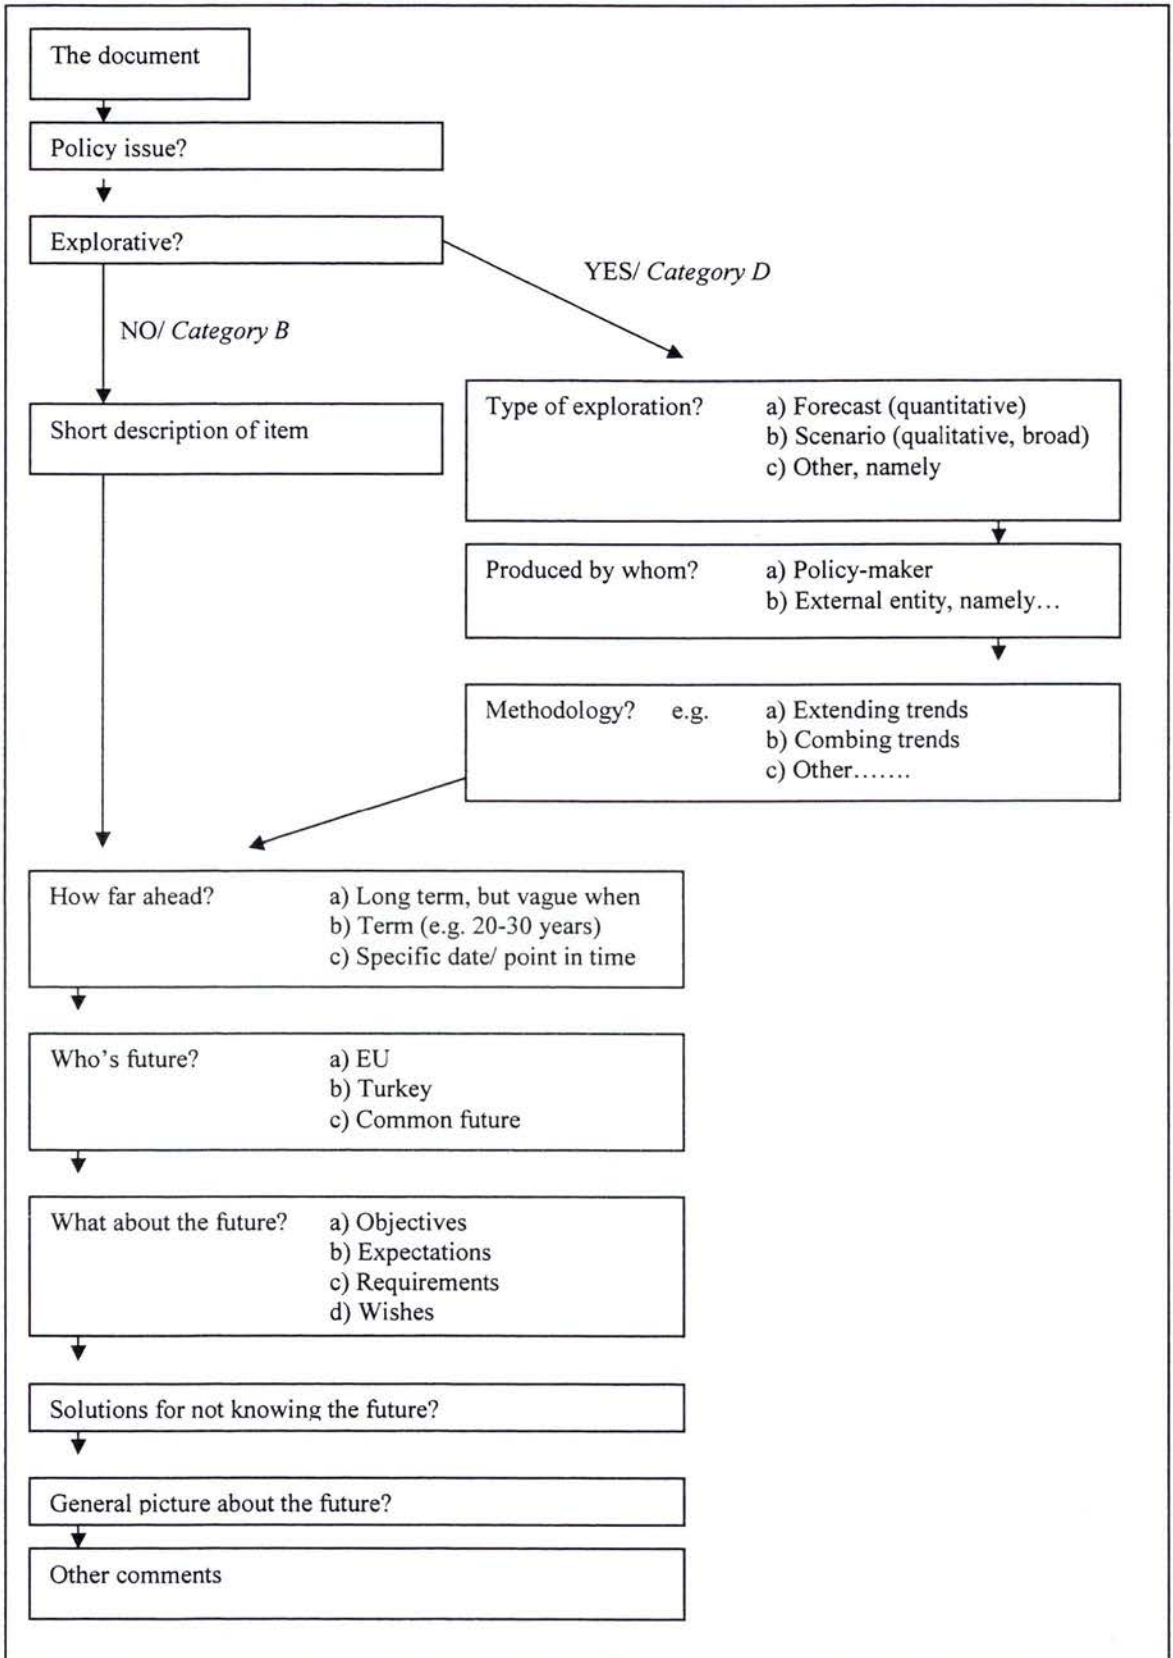 The document
Policy issue?
Explorative?
YES/ Category D
NO/ Category B
Short description of item
Type of exploration? a) Forecast (quantitative)
b) Scenario (qualitative, broad)
c) Other, namely
Produced by whom? a) Policy-maker
b) External entity, namely…
Methodology? e.g. a) Extending trends
b) Combing trends
c) Other…….
How far ahead? a) Long term, but vague when
b) Term (e.g. 20-30 years)
c) Specific date/ point in time
Who's future? a) EU
b) Turkey
c) Common future
What about the future? a) Objectives
b) Expectations
c) Requirements
d) Wishes
Solutions for not knowing the future?
General picture about the future?
Other comments